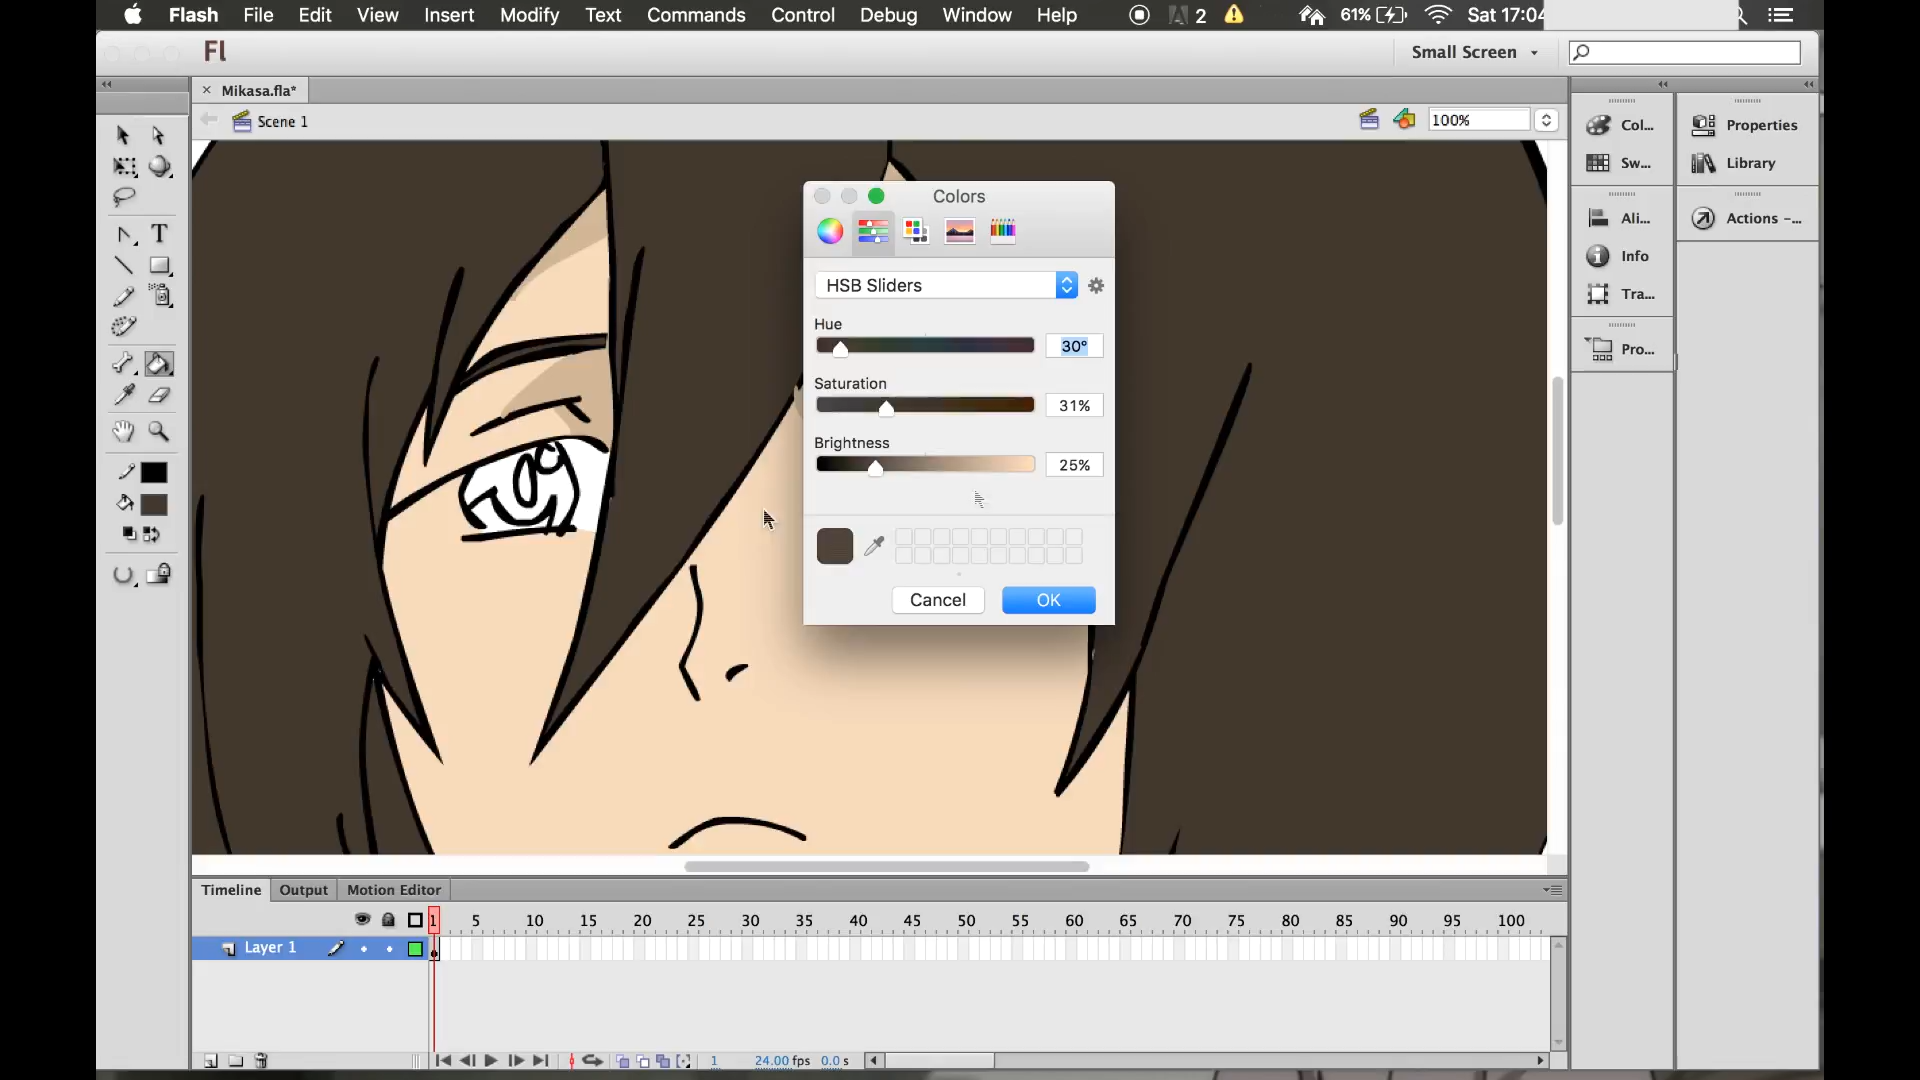 Flash File Edit View Insert Modify Text Commands Control Debug Window Help 2 61% Sat 17:04
Fl Small Screen
Mikasa.fla*
Scene 1 100%
Col... Properties
Sw... Library
Ali... Actions -...
Info
Tra...
Pro...
T
Colors
HSB Sliders
Hue
30°
Saturation
31%
Brightness
25%
Cancel OK
Timeline Output Motion Editor
1 5 10 15 20 25 30 35 40 45 50 55 60 65 70 75 80 85 90 95 100
Layer 1
1 24.00 fps 0.0 s